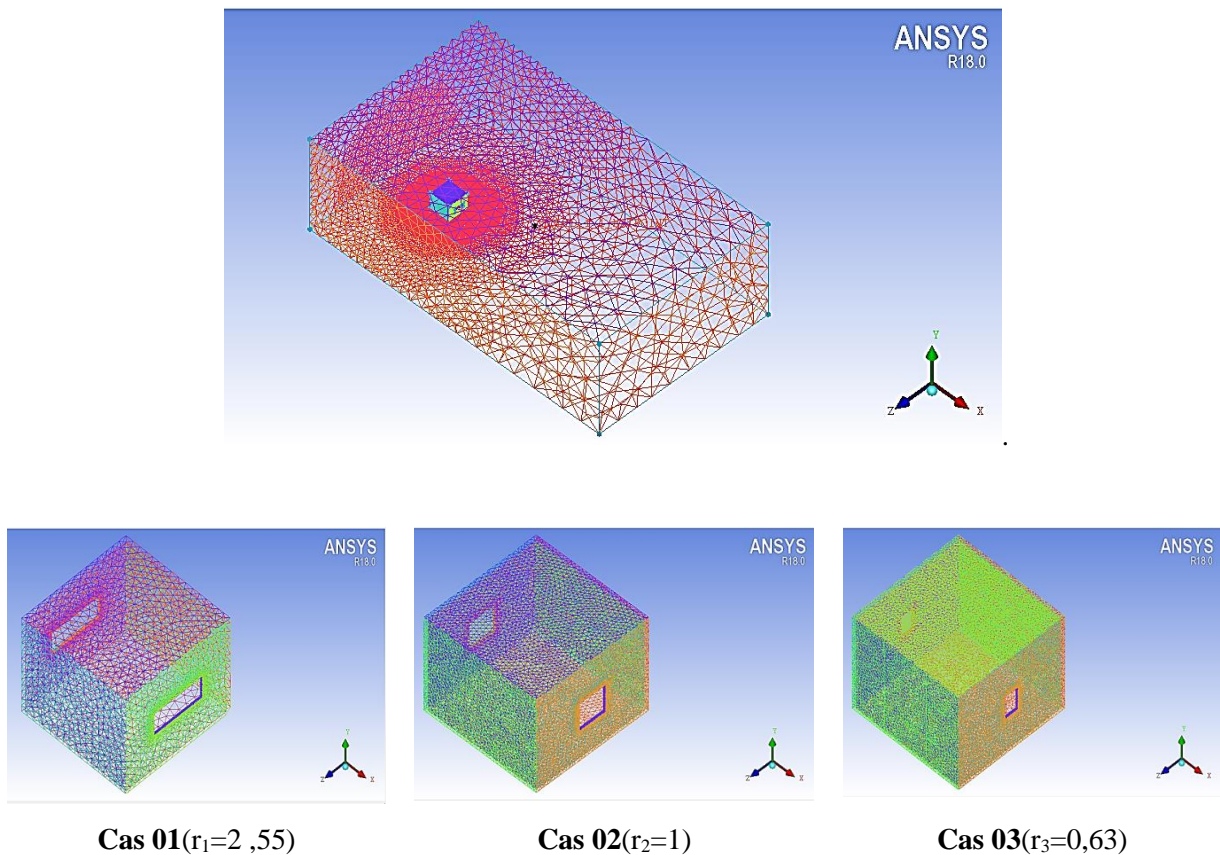 ANSYS
R18.0
Y
Z
X
.
ANSYS
R18.0
Y
Z
X
ANSYS
R18.0
Y
Z
X
ANSYS
R18.0
Y
Z
X
Cas 01(r₁=2 ,55)
Cas 02(r₂=1)
Cas 03(r₃=0,63)